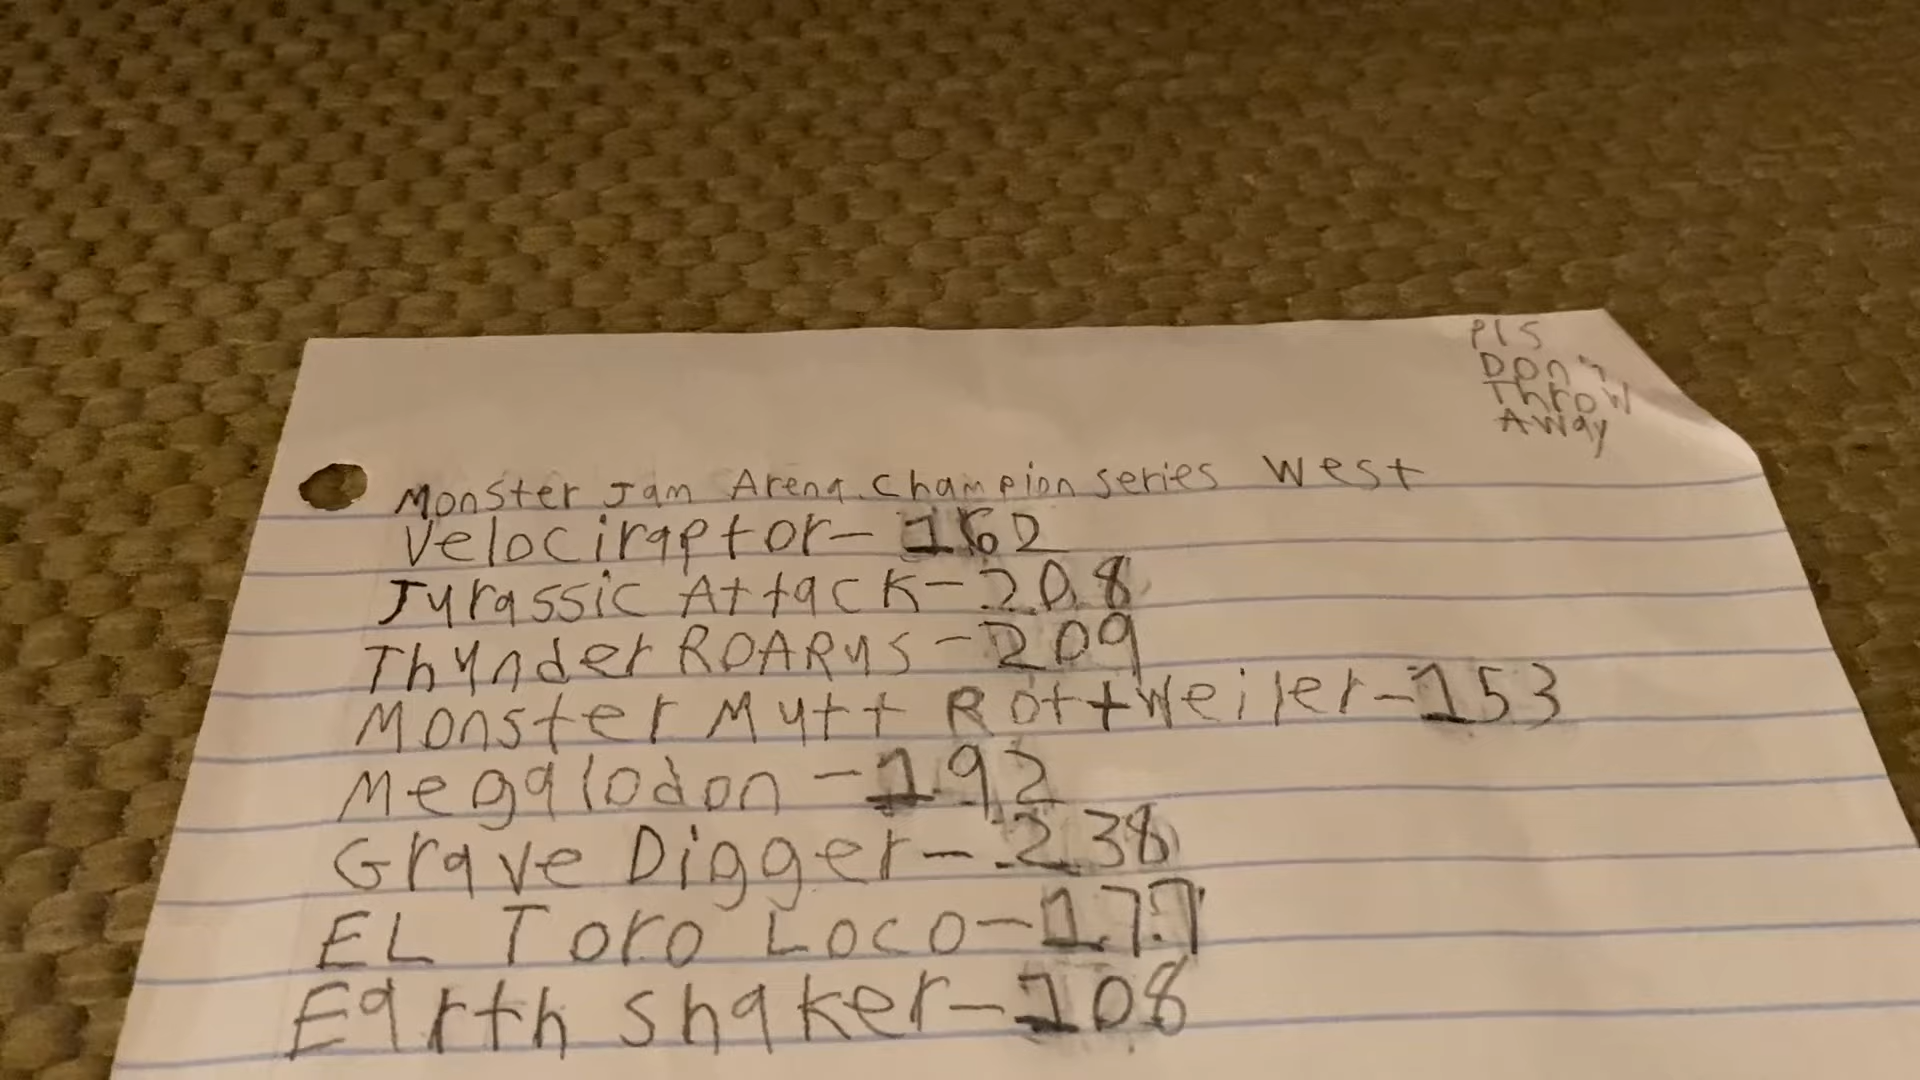 Pls
Don't
Throw
Away
Monster Jam Arena Champion series West
Velociraptor- 162
Jurassic Attack-208
Thunder ROARus-209
Monster Mutt Rottweiler-153
Megalodon-192
Grave Digger-238
EL Toro Loco-177
Earth shaker-108